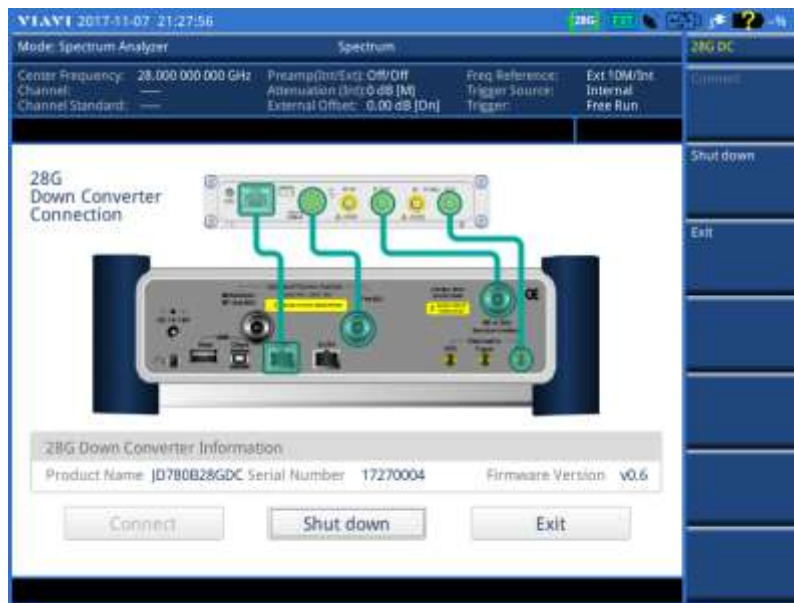 VIAVI 2017-11-07 21:27:56
28G EXT
Mode: Spectrum Analyzer Spectrum 28G DC
Center Frequency: 28.000 000 000 GHz Preamp(Int/Ext): Off/Off Freq Reference: Ext 10M/Int
Channel: --- Attenuation (Int): 0 dB [M] Trigger Source: Internal
Channel Standard: --- External Offset: 0.00 dB [On] Trigger: Free Run
Connect
Shut down
Exit
28G
Down Converter
Connection
28G Down Converter Information
Product Name JD780B28GDC Serial Number 17270004 Firmware Version v0.6
Connect Shut down Exit